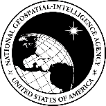 NATIONAL GEOSPATIAL-INTELLIGENCE AGENCY
UNITED STATES OF AMERICA